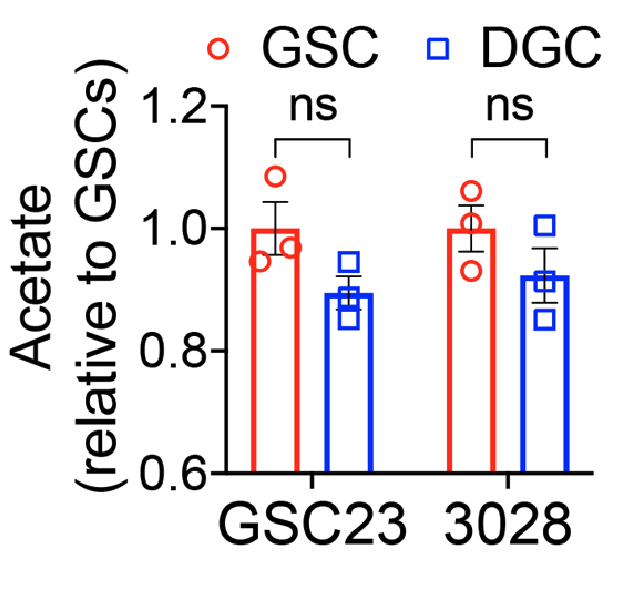 GSC DGC
Acetate
(relative to GSCs)
ns ns
1.2
1.0
0.8
0.6
GSC23 3028